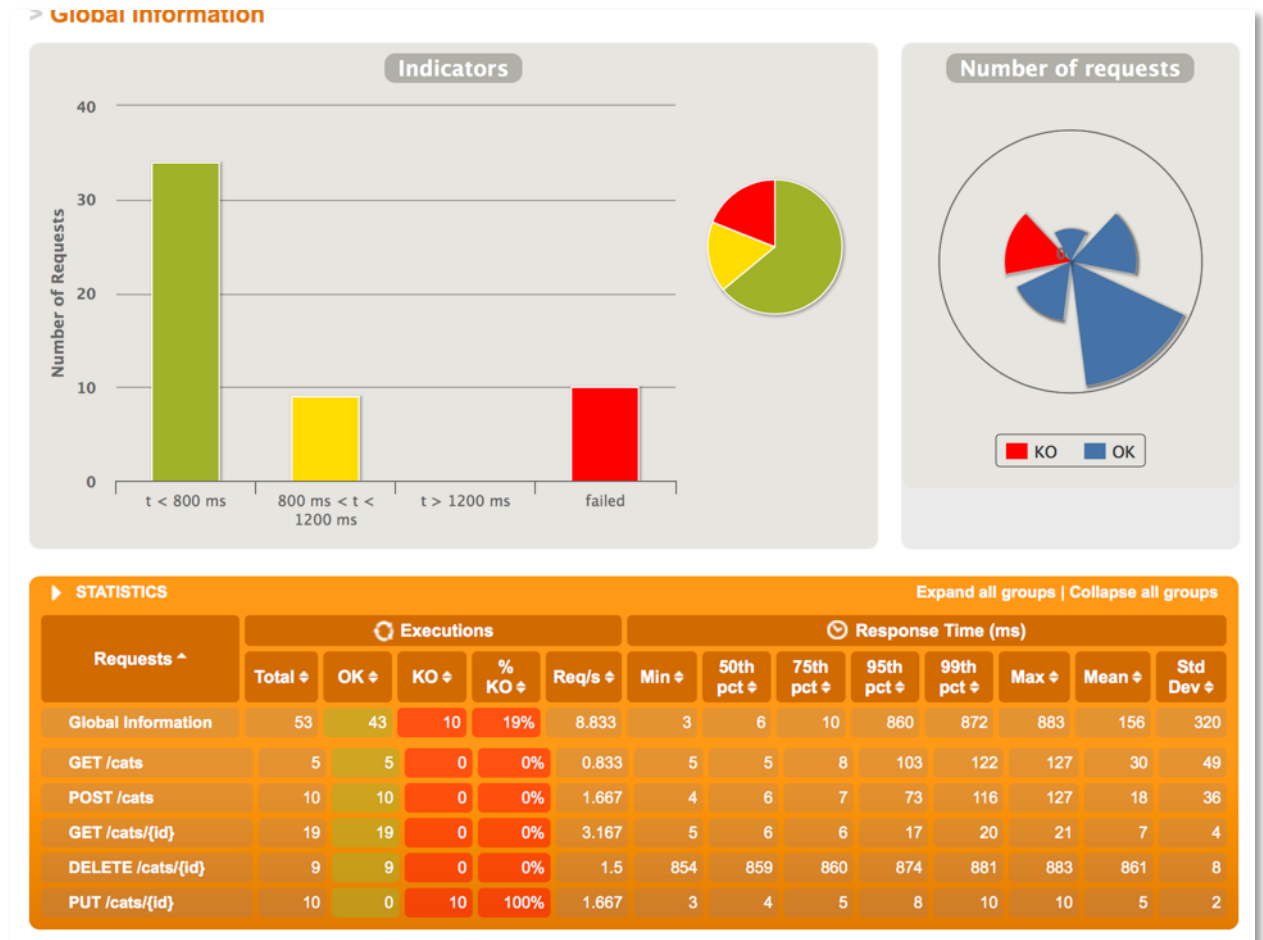 > Global Information
Indicators
Number of requests
40
30
20
10
0
Number of Requests
t < 800 ms
800 ms < t <
1200 ms
t > 1200 ms
failed
0
KO
OK
STATISTICS
Expand all groups | Collapse all groups
Requests
Executions
Response Time (ms)
Total OK KO % KO Req/s Min 50th pct 75th pct 95th pct 99th pct Max Mean Std Dev
Global Information 53 43 10 19% 8.833 3 6 10 860 872 883 156 320
GET /cats 5 5 0 0% 0.833 5 5 8 103 122 127 30 49
POST /cats 10 10 0 0% 1.667 4 6 7 73 116 127 18 36
GET /cats/{id} 19 19 0 0% 3.167 5 6 6 17 20 21 7 4
DELETE /cats/{id} 9 9 0 0% 1.5 854 859 860 874 881 883 861 8
PUT /cats/{id} 10 0 10 100% 1.667 3 4 5 8 10 10 5 2